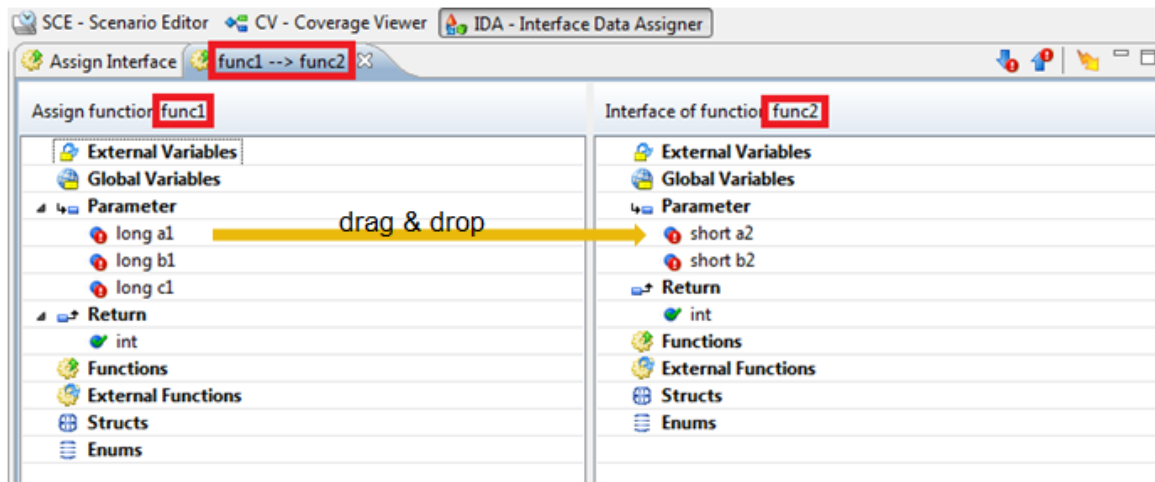 SCE - Scenario Editor CV - Coverage Viewer IDA - Interface Data Assigner
Assign Interface func1 --> func2
Assign function func1
External Variables
Global Variables
Parameter
long a1
long b1
long c1
Return
int
Functions
External Functions
Structs
Enums
drag & drop
Interface of function func2
External Variables
Global Variables
Parameter
short a2
short b2
Return
int
Functions
External Functions
Structs
Enums